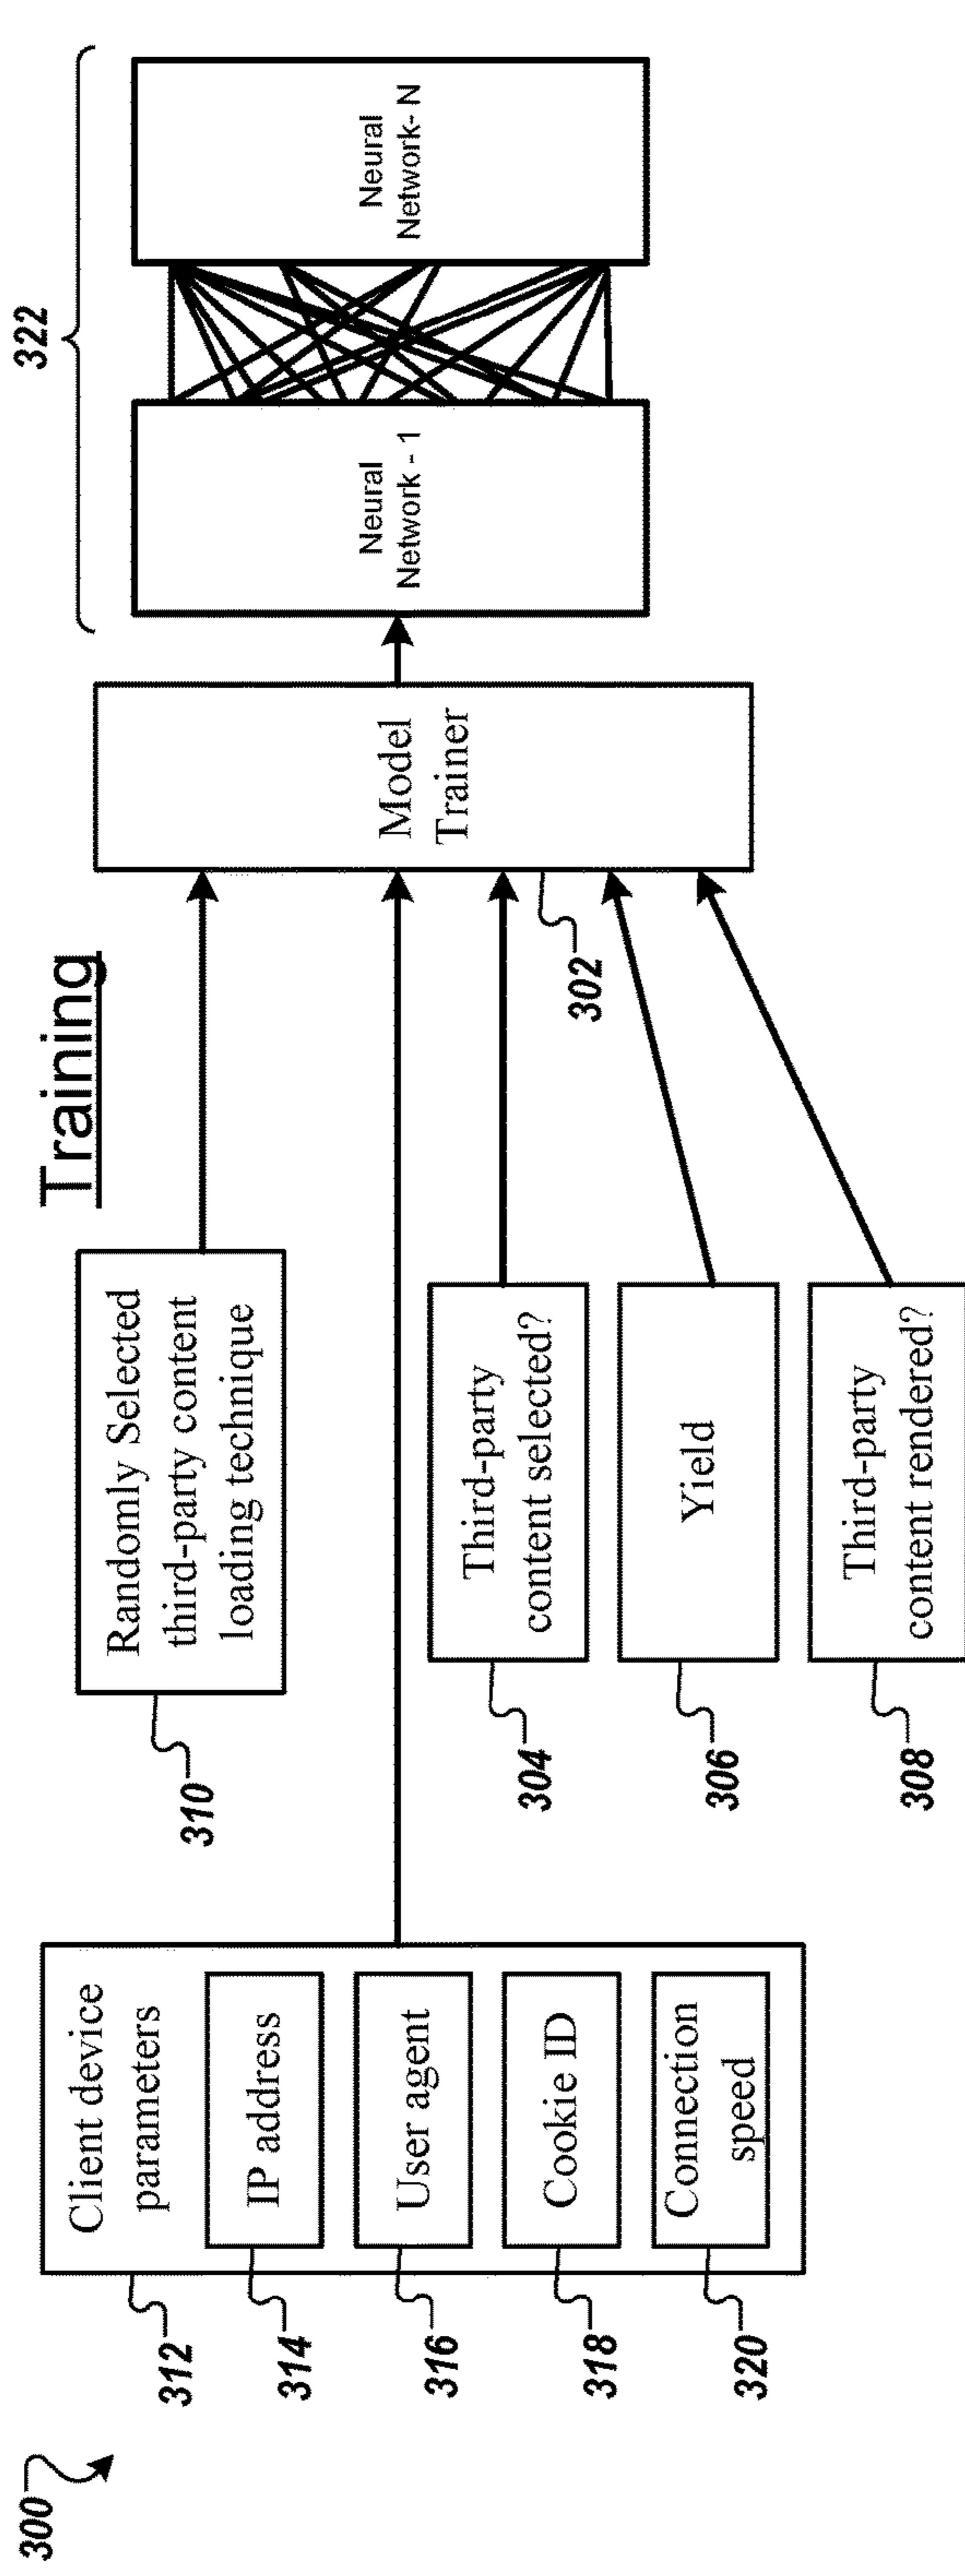 300
Training
312
Client device
parameters
314
IP address
316
User agent
318
Cookie ID
320
Connection
speed
310
Randomly Selected
third-party content
loading technique
304
Third-party
content selected?
306
Yield
308
Third-party
content rendered?
302
Model
Trainer
322
Neural
Network - 1
Neural
Network- N